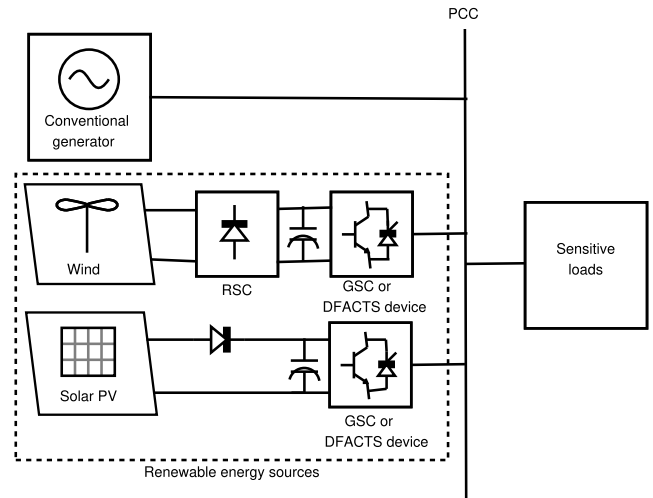 PCC
Conventional
generator
Wind
RSC
GSC or
DFACTS device
Sensitive
loads
Solar PV
GSC or
DFACTS device
Renewable energy sources